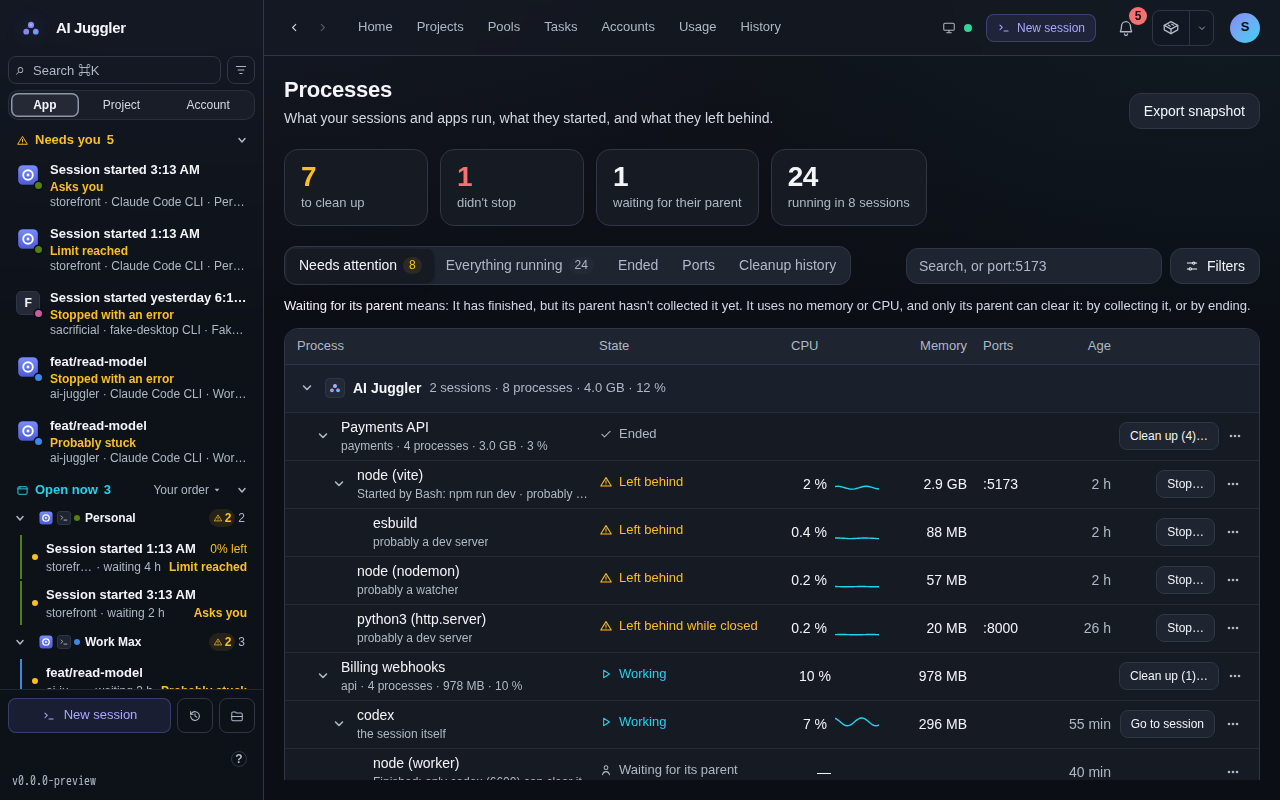 AI Juggler
Home Projects Pools Tasks Accounts Usage History
New session
5
S
Search ⌘K
App Project Account
Needs you 5
Session started 3:13 AM
Asks you
storefront · Claude Code CLI · Per…
Session started 1:13 AM
Limit reached
storefront · Claude Code CLI · Per…
F
Session started yesterday 6:1…
Stopped with an error
sacrificial · fake-desktop CLI · Fak…
feat/read-model
Stopped with an error
ai-juggler · Claude Code CLI · Wor…
feat/read-model
Probably stuck
ai-juggler · Claude Code CLI · Wor…
Open now 3 Your order
Personal 2 2
Session started 1:13 AM 0% left
storefr… · waiting 4 h Limit reached
Session started 3:13 AM
storefront · waiting 2 h Asks you
Work Max 2 3
feat/read-model
New session
?
v0.0.0-preview
Processes
What your sessions and apps run, what they started, and what they left behind.
Export snapshot
7
to clean up
1
didn't stop
1
waiting for their parent
24
running in 8 sessions
Needs attention 8 Everything running 24 Ended Ports Cleanup history
Search, or port:5173
Filters
Waiting for its parent means: It has finished, but its parent hasn't collected it yet. It uses no memory or CPU, and only its parent can clear it: by collecting it, or by ending.
Process State CPU Memory Ports Age
AI Juggler 2 sessions · 8 processes · 4.0 GB · 12 %
Payments API Ended Clean up (4)…
payments · 4 processes · 3.0 GB · 3 %
node (vite) Left behind 2 % 2.9 GB :5173 2 h Stop…
Started by Bash: npm run dev · probably …
esbuild Left behind 0.4 % 88 MB 2 h Stop…
probably a dev server
node (nodemon) Left behind 0.2 % 57 MB 2 h Stop…
probably a watcher
python3 (http.server) Left behind while closed 0.2 % 20 MB :8000 26 h Stop…
probably a dev server
Billing webhooks Working 10 % 978 MB Clean up (1)…
api · 4 processes · 978 MB · 10 %
codex Working 7 % 296 MB 55 min Go to session
the session itself
node (worker) Waiting for its parent — 40 min